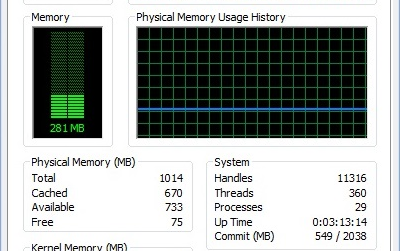 Memory
Physical Memory Usage History
281 MB
Physical Memory (MB)
Total 1014
Cached 670
Available 733
Free 75
System
Handles 11316
Threads 360
Processes 29
Up Time 0:03:13:14
Commit (MB) 549 / 2038
Kernel Memory (MB)